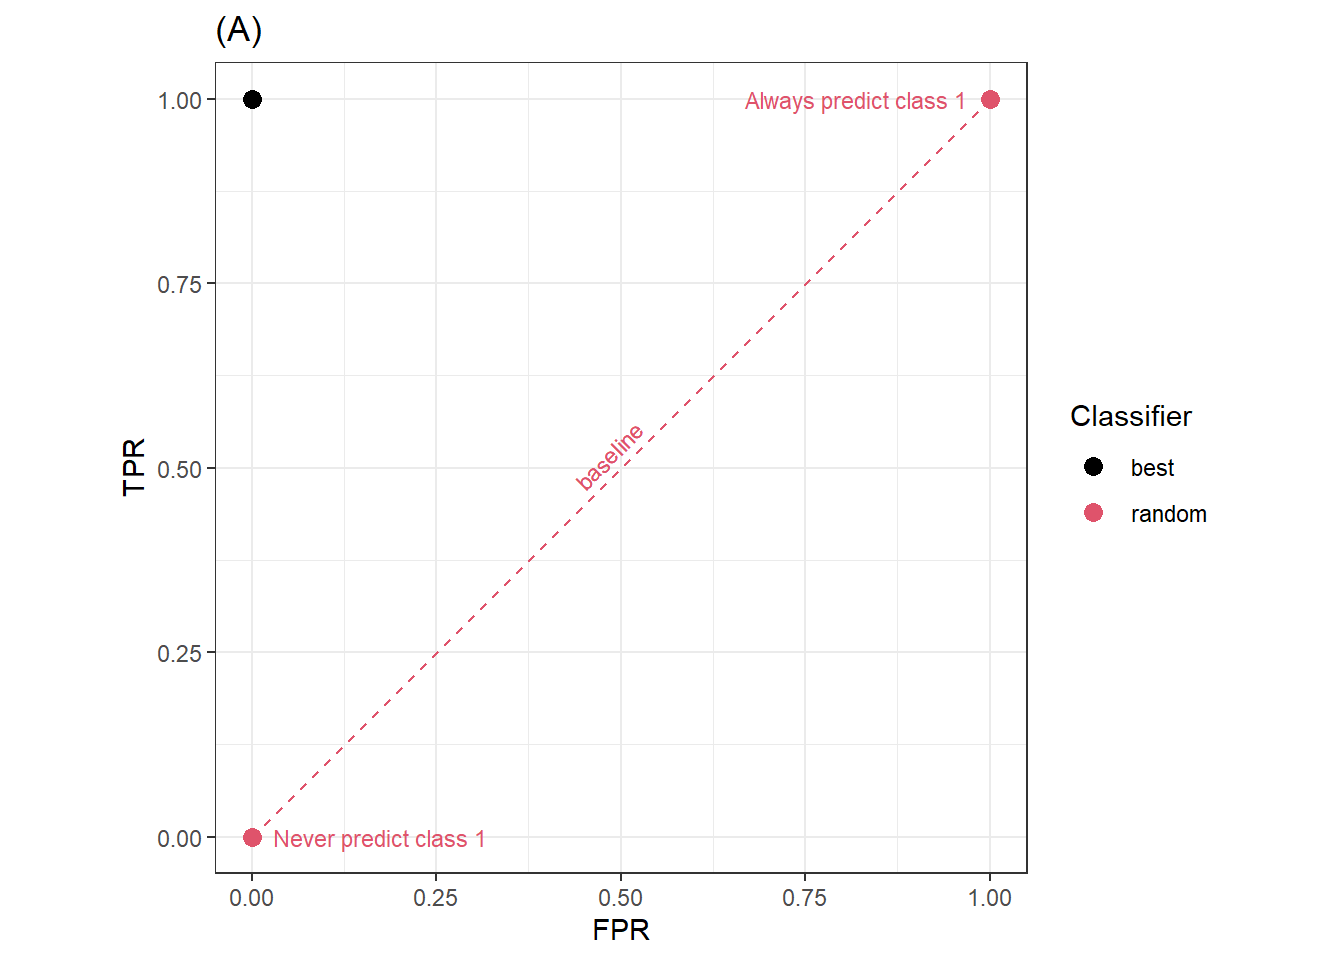 (A)
TPR
1.00
0.75
0.50
0.25
0.00
Always predict class 1
baseline
Never predict class 1
0.00 0.25 0.50 0.75 1.00
FPR
Classifier
best
random